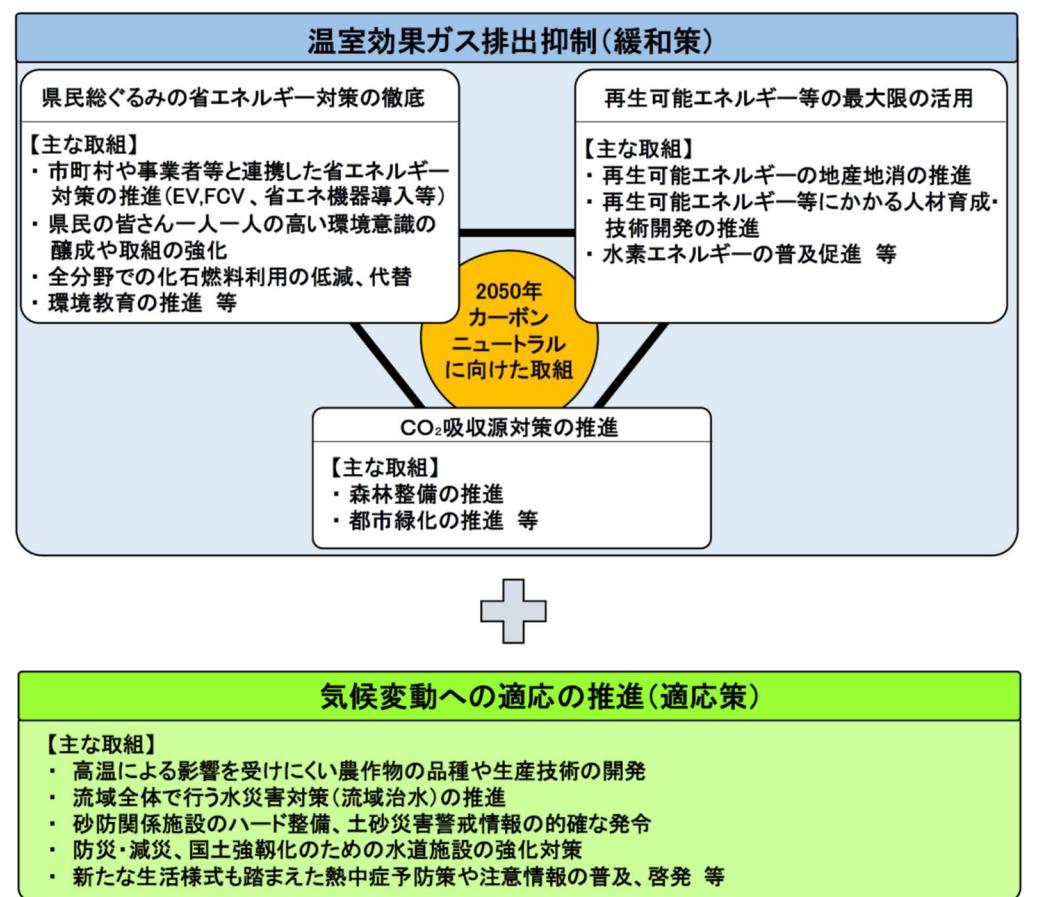 温室効果ガス排出抑制（緩和策）
県民総ぐるみの省エネルギー対策の徹底
【主な取組】
・ 市町村や事業者等と連携した省エネルギー
対策の推進（EV,FCV 、省エネ機器導入等）
・ 県民の皆さん一人一人の高い環境意識の
醸成や取組の強化
・ 全分野での化石燃料利用の低減、代替
・ 環境教育の推進 等
再生可能エネルギー等の最大限の活用
【主な取組】
・ 再生可能エネルギーの地産地消の推進
・ 再生可能エネルギー等にかかる人材育成・
技術開発の推進
・ 水素エネルギーの普及促進 等
2050年
カーボン
ニュートラル
に向けた取組
CO₂吸収源対策の推進
【主な取組】
・ 森林整備の推進
・ 都市緑化の推進 等
気候変動への適応の推進（適応策）
【主な取組】
・ 高温による影響を受けにくい農作物の品種や生産技術の開発
・ 流域全体で行う水災害対策（流域治水）の推進
・ 砂防関係施設のハード整備、土砂災害警戒情報の的確な発令
・ 防災・減災、国土強靱化のための水道施設の強化対策
・ 新たな生活様式も踏まえた熱中症予防策や注意情報の普及、啓発 等